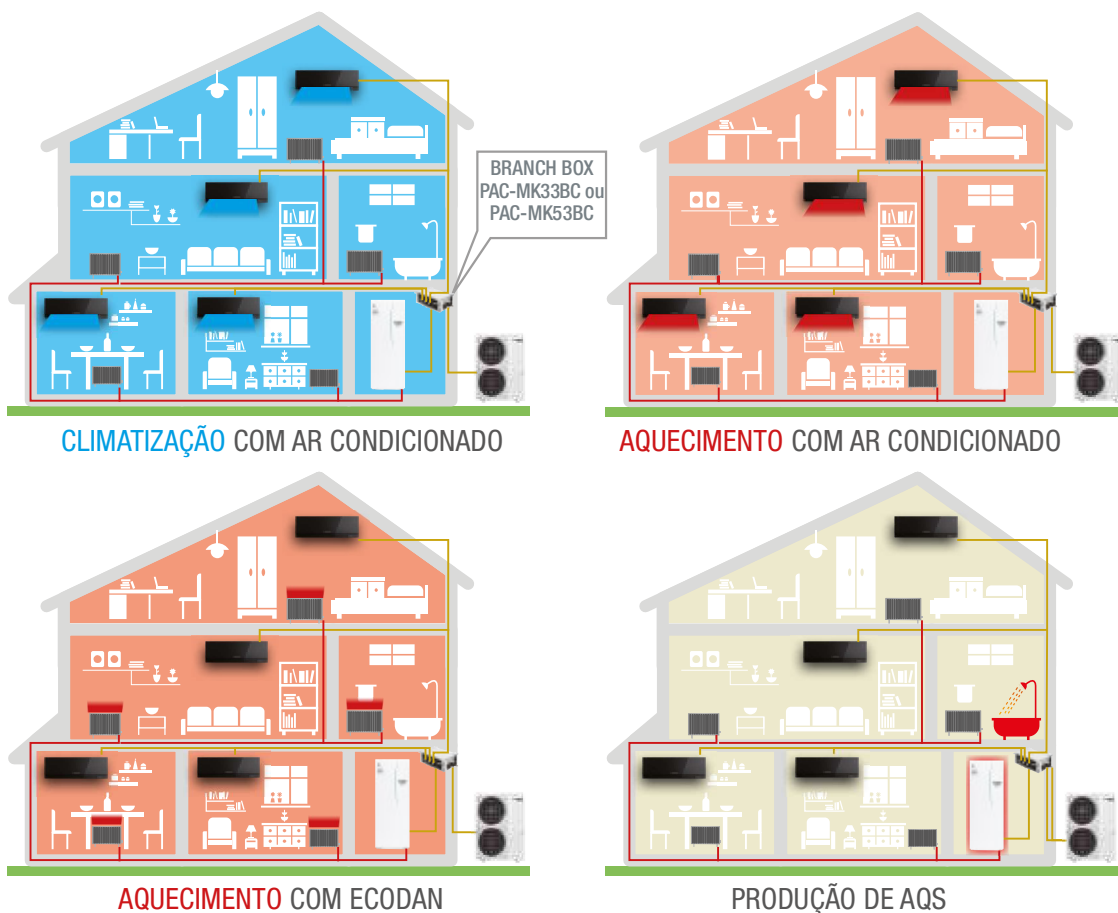 BRANCH BOX
PAC-MK33BC ou
PAC-MK53BC
CLIMATIZAÇÃO COM AR CONDICIONADO
AQUECIMENTO COM AR CONDICIONADO
AQUECIMENTO COM ECODAN
PRODUÇÃO DE AQS